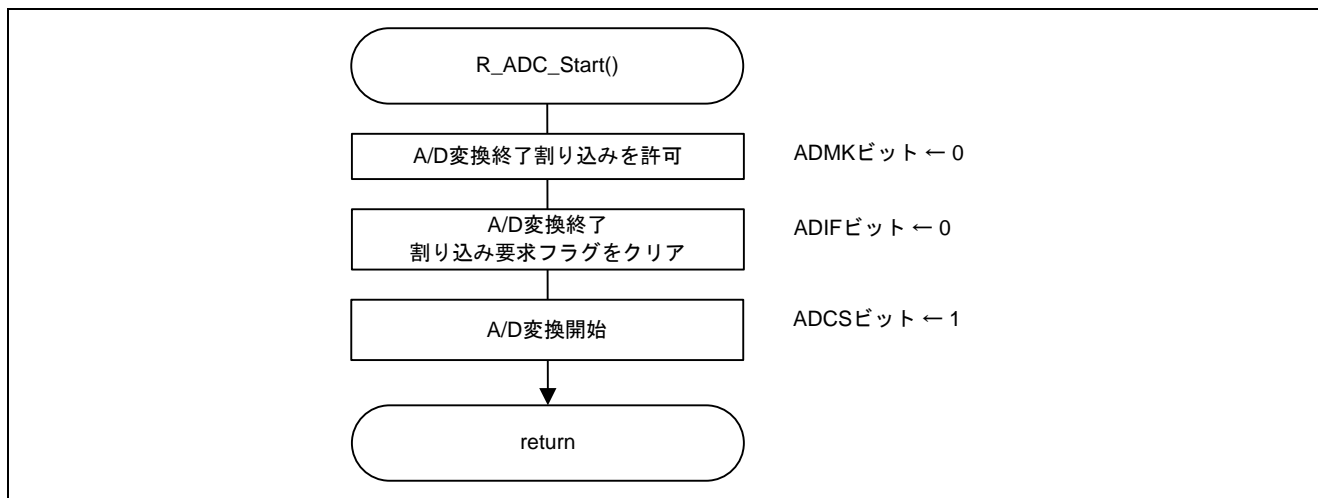 R_ADC_Start()
A/D変換終了割り込みを許可
ADMKビット ← 0
A/D変換終了
割り込み要求フラグをクリア
ADIFビット ← 0
A/D変換開始
ADCSビット ← 1
return